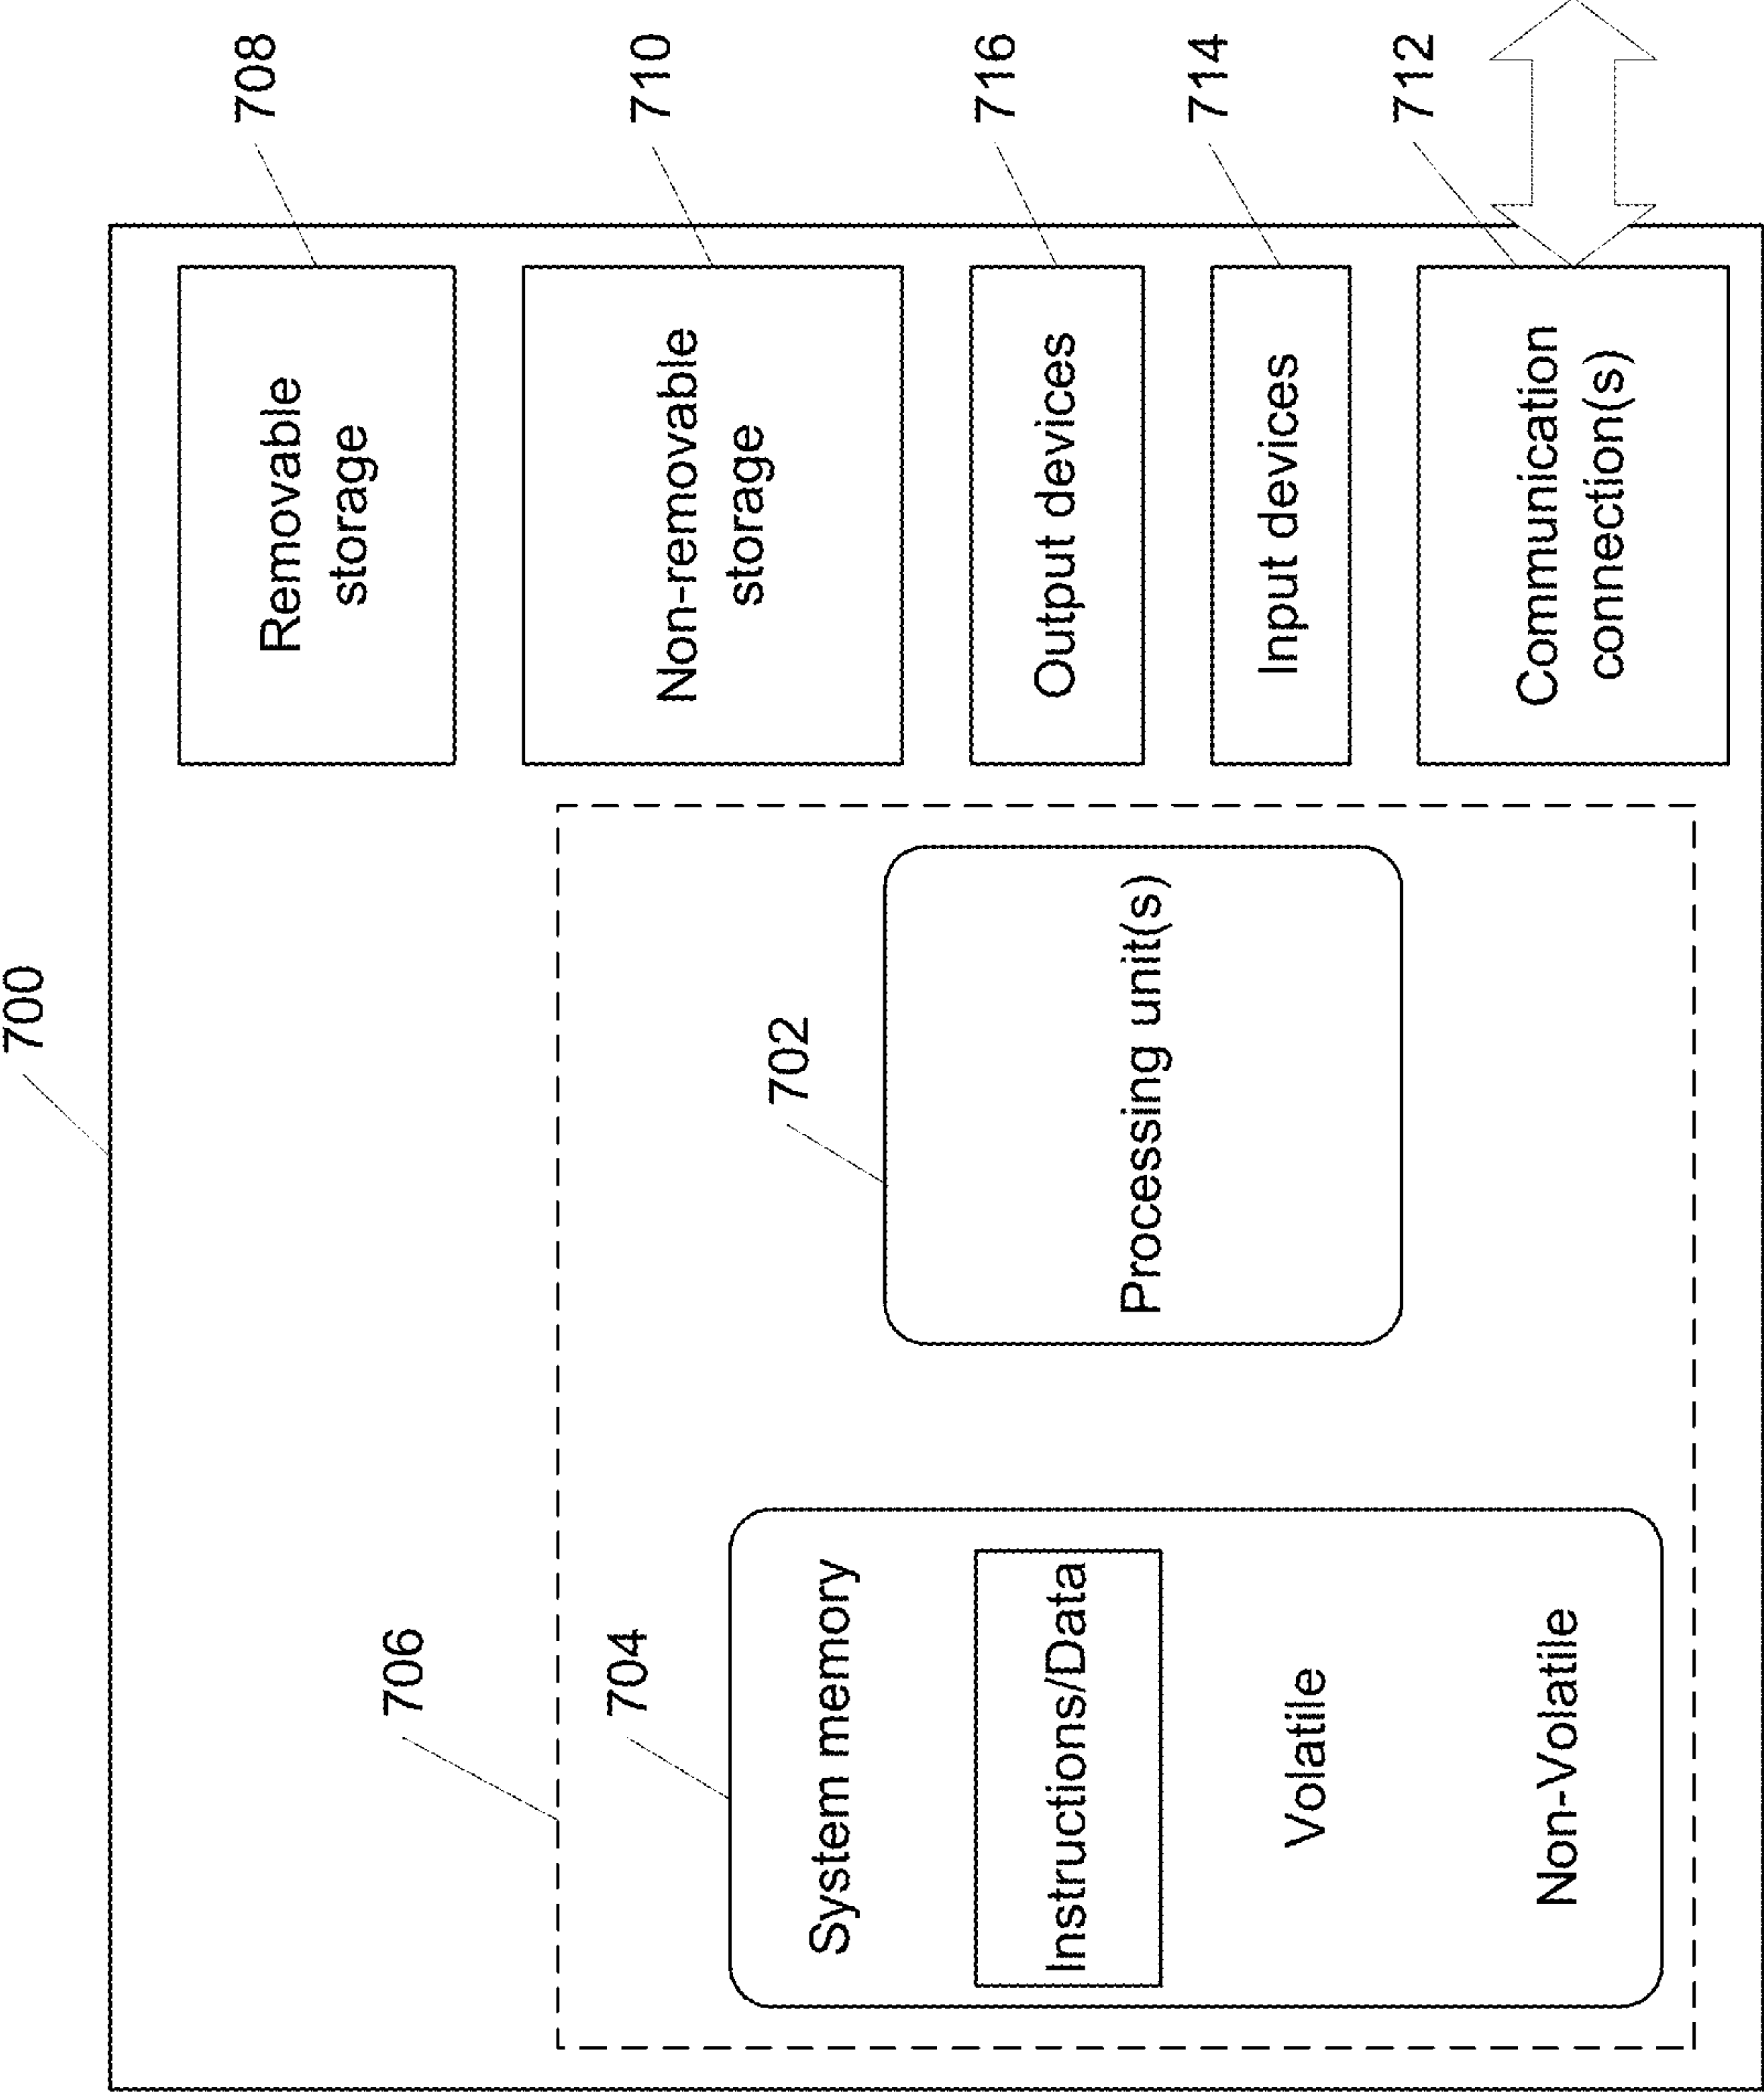 700
706
704
System memory
Instructions/Data
Volatile
Non-Volatile
702
Processing unit(s)
Removable
storage
708
Non-removable
storage
710
Output devices
716
Input devices
714
Communication
connection(s)
712